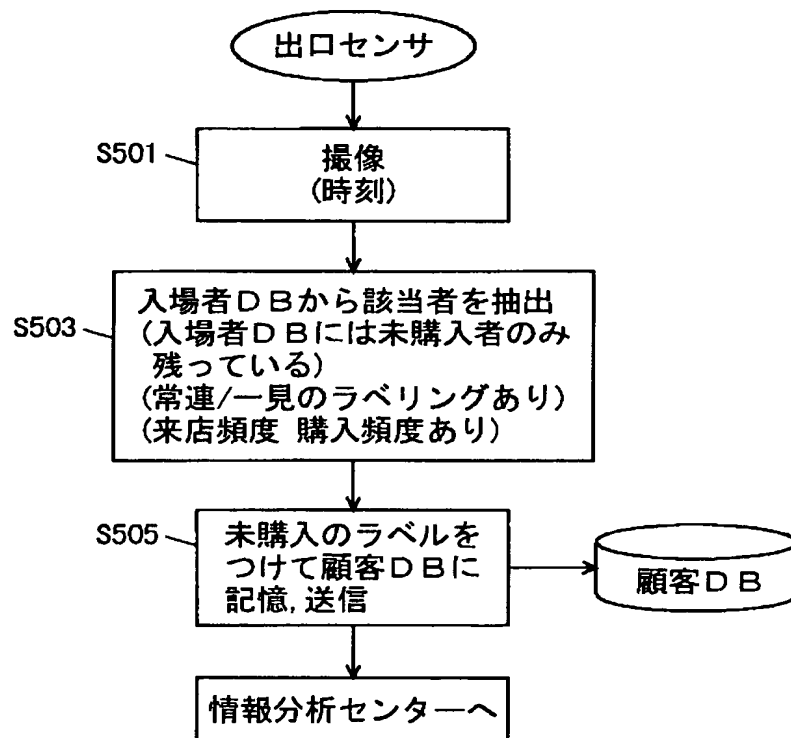 出口センサ
S501
撮像
(時刻)
S503
入場者DBから該当者を抽出
(入場者DBには未購入者のみ
残っている)
(常連/一見のラベリングあり)
(来店頻度 購入頻度あり)
S505
未購入のラベルを
つけて顧客DBに
記憶,送信
顧客DB
情報分析センターへ